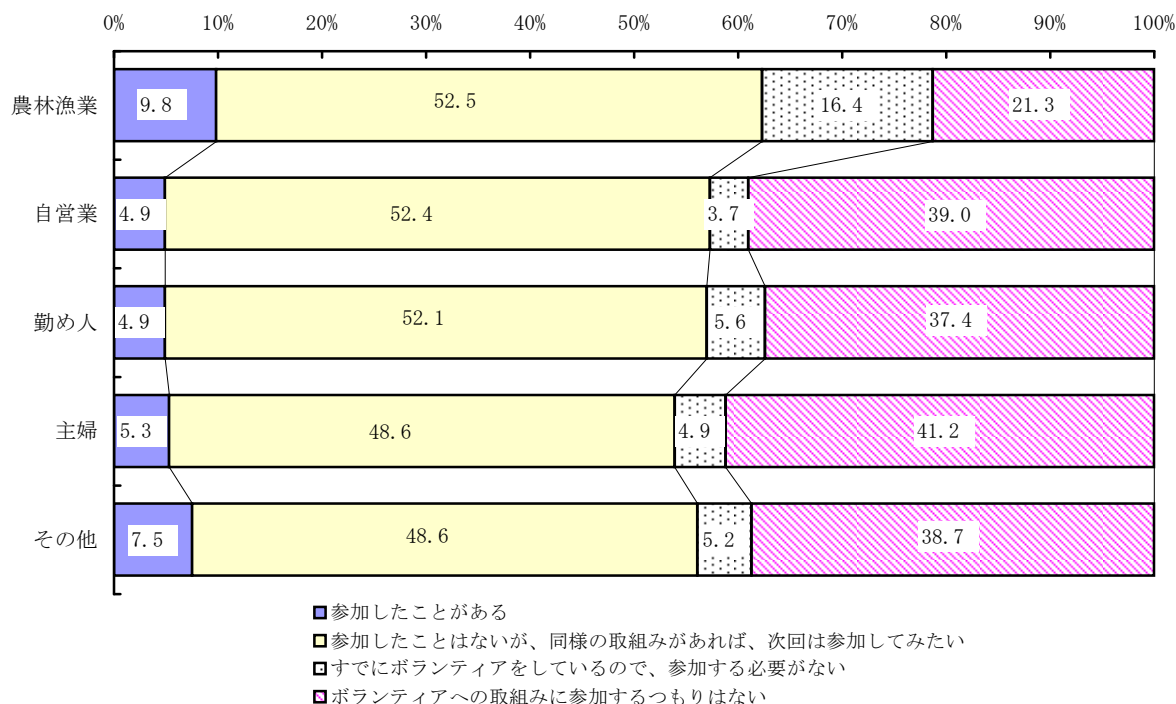 0% 10% 20% 30% 40% 50% 60% 70% 80% 90% 100%
農林漁業 9.8 52.5 16.4 21.3
自営業 4.9 52.4 3.7 39.0
勤め人 4.9 52.1 5.6 37.4
主婦 5.3 48.6 4.9 41.2
その他 7.5 48.6 5.2 38.7
参加したことがある
参加したことはないが、同様の取組みがあれば、次回は参加してみたい
すでにボランティアをしているので、参加する必要がない
ボランティアへの取組みに参加するつもりはない